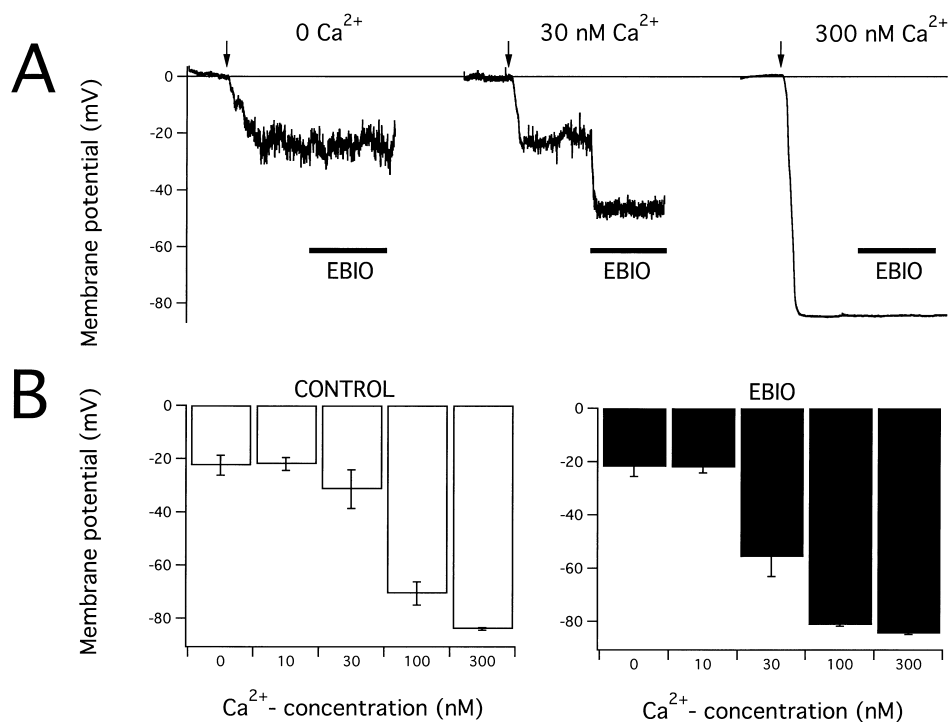 A
0 Ca²⁺
30 nM Ca²⁺
300 nM Ca²⁺
Membrane potential (mV)
0
-20
-40
-60
-80
EBIO
EBIO
EBIO
B
CONTROL
Membrane potential (mV)
0
-20
-40
-60
-80
0 10 30 100 300
Ca²⁺- concentration (nM)
EBIO
0
-20
-40
-60
-80
0 10 30 100 300
Ca²⁺- concentration (nM)